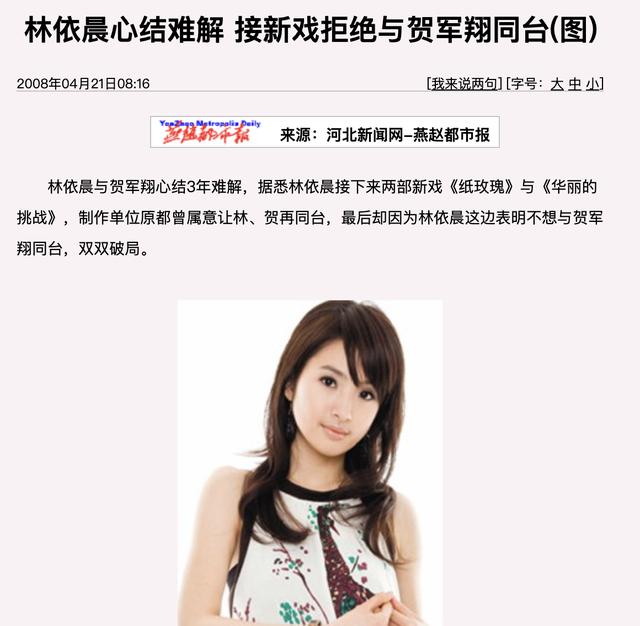 林依晨心结难解 接新戏拒绝与贺军翔同台(图)
2008年04月21日08:16 [我来说两句] [字号：大 中 小]
YanZhao Metropolis Daily
燕赵都市报 来源：河北新闻网-燕赵都市报
林依晨与贺军翔心结3年难解，据悉林依晨接下来两部新戏《纸玫瑰》与《华丽的
挑战》，制作单位原都曾属意让林、贺再同台，最后却因为林依晨这边表明不想与贺军
翔同台，双双破局。